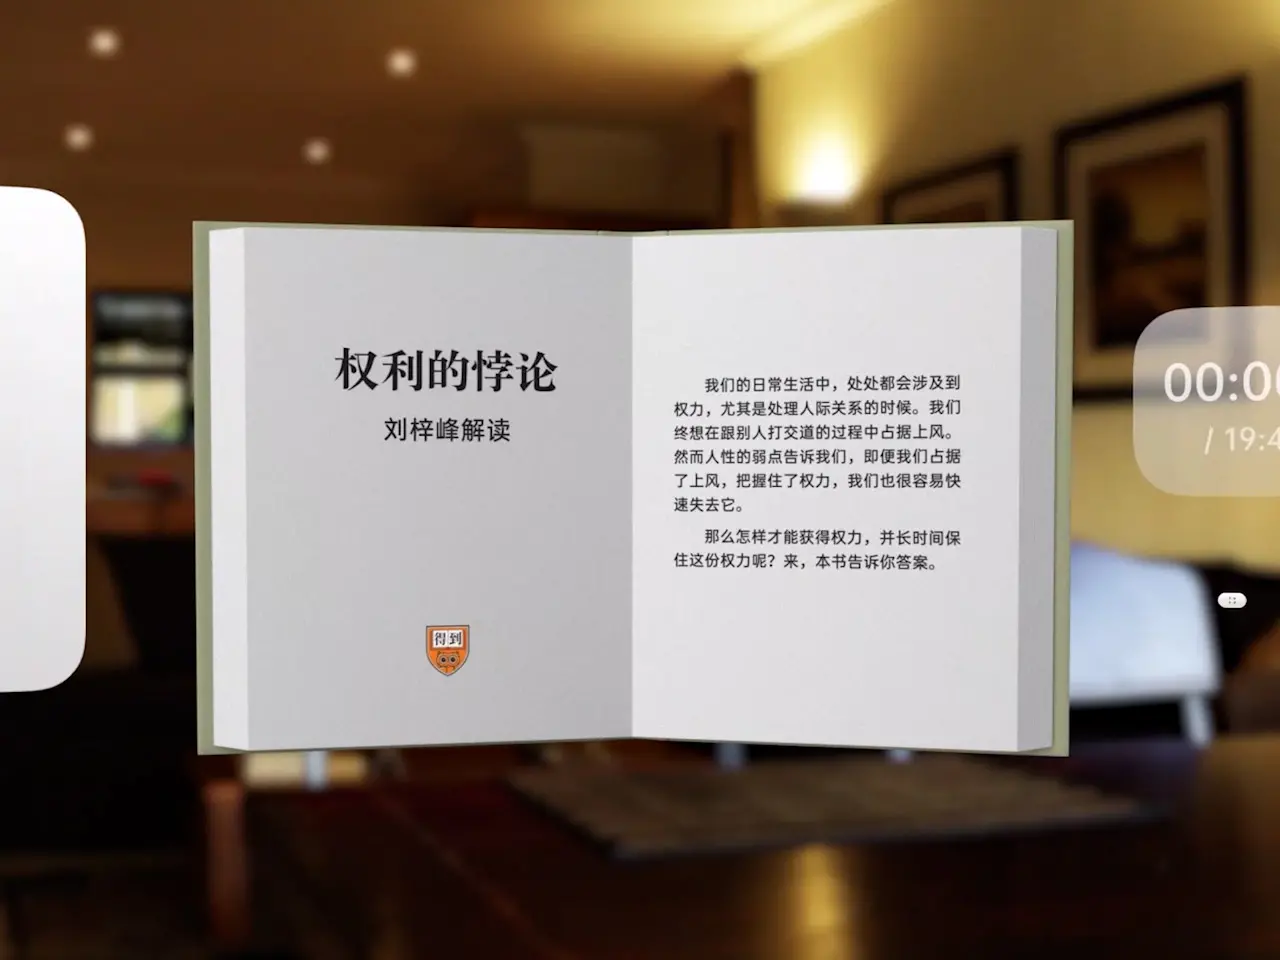 权利的悖论
刘梓峰解读
得到
我们的日常生活中，处处都会涉及到
权力，尤其是处理人际关系的时候。我们
终想在跟别人打交道的过程中占据上风。
然而人性的弱点告诉我们，即便我们占据
了上风，把握住了权力，我们也很容易快
速失去它。
那么怎样才能获得权力，并长时间保
住这份权力呢？来，本书告诉你答案。
00:0
/ 19:4